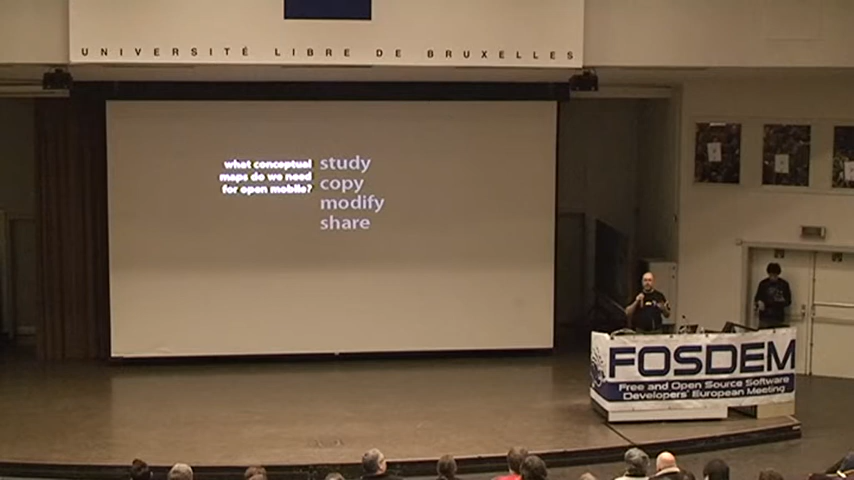 UNIVERSITÉ LIBRE DE BRUXELLES
what conceptual
maps do we need
for open mobile?
study
copy
modify
share
FOSDEM
Free and Open Source Software
Developers' European Meeting